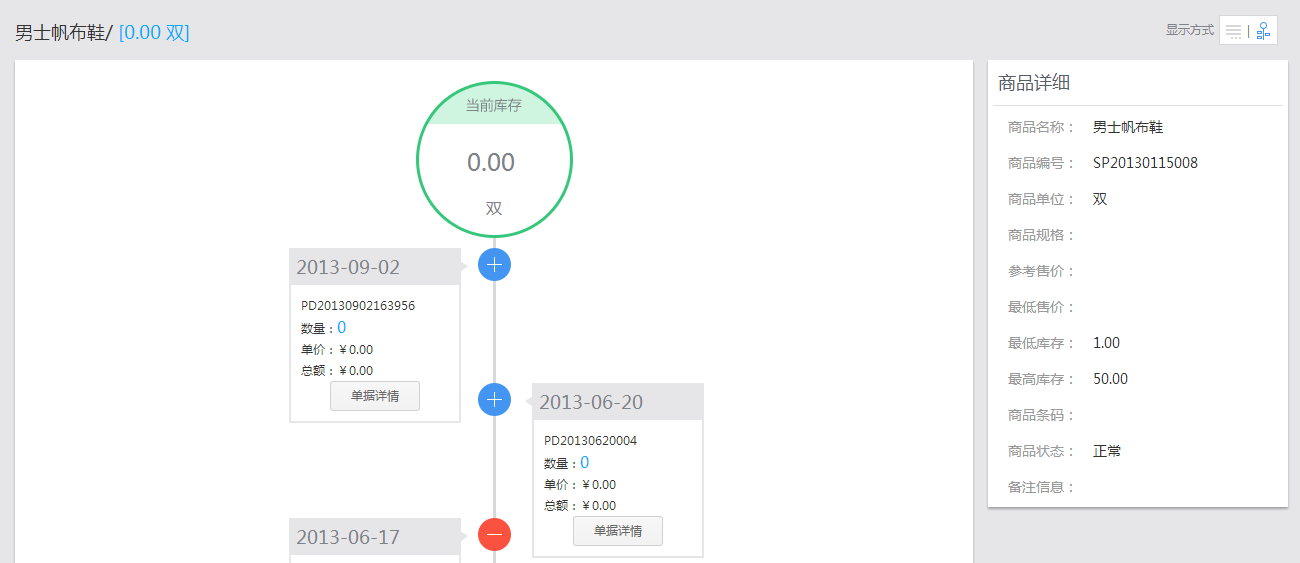 男士帆布鞋/ [0.00 双]
显示方式
当前库存
0.00
双
2013-09-02
PD20130902163956
数量：0
单价：￥0.00
总额：￥0.00
单据详情
2013-06-20
PD20130620004
数量：0
单价：￥0.00
总额：￥0.00
单据详情
2013-06-17
商品详细
商品名称： 男士帆布鞋
商品编号： SP20130115008
商品单位： 双
商品规格：
参考售价：
最低售价：
最低库存： 1.00
最高库存： 50.00
商品条码：
商品状态： 正常
备注信息：